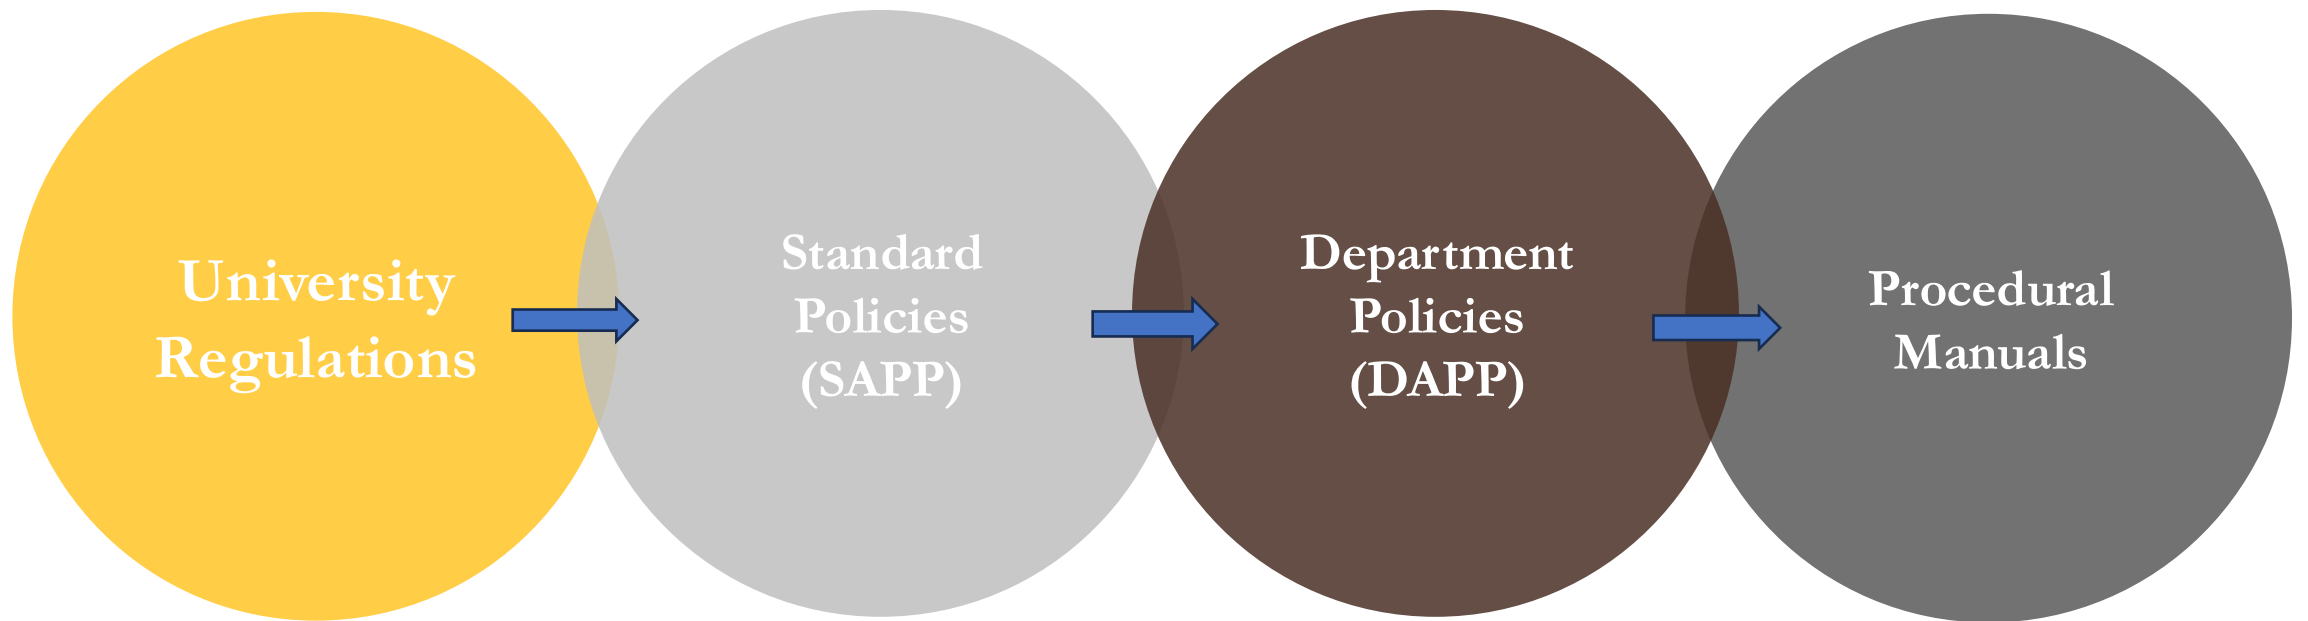 University
Regulations
Standard
Policies
(SAPP)
Department
Policies
(DAPP)
Procedural
Manuals